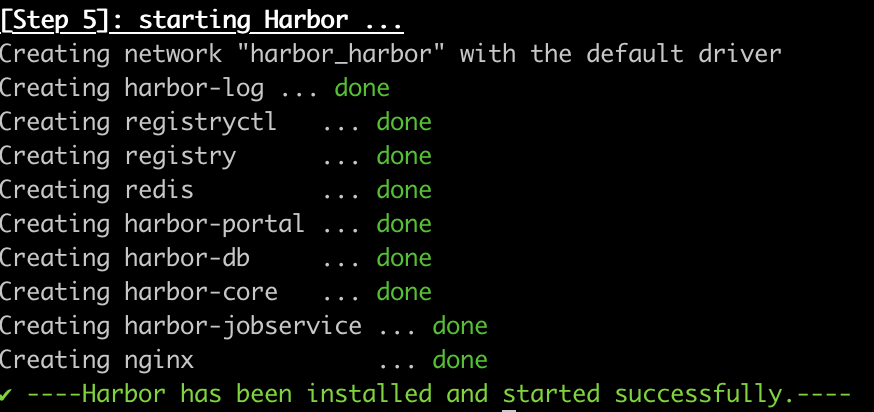 [Step 5]: starting Harbor ...
Creating network "harbor_harbor" with the default driver
Creating harbor-log ... done
Creating registryctl   ... done
Creating registry      ... done
Creating redis         ... done
Creating harbor-portal ... done
Creating harbor-db     ... done
Creating harbor-core   ... done
Creating harbor-jobservice ... done
Creating nginx             ... done
✔ ----Harbor has been installed and started successfully.----